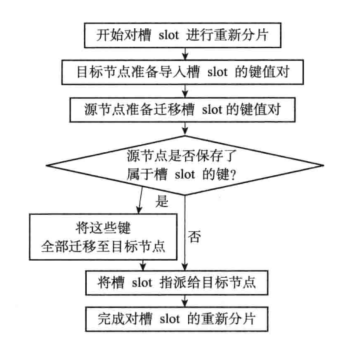 开始对槽 slot 进行重新分片
目标节点准备导入槽 slot 的键值对
源节点准备迁移槽 slot 的键值对
源节点是否保存了
属于槽 slot 的键?
是
将这些键
全部迁移至目标节点
否
将槽 slot 指派给目标节点
完成对槽 slot 的重新分片